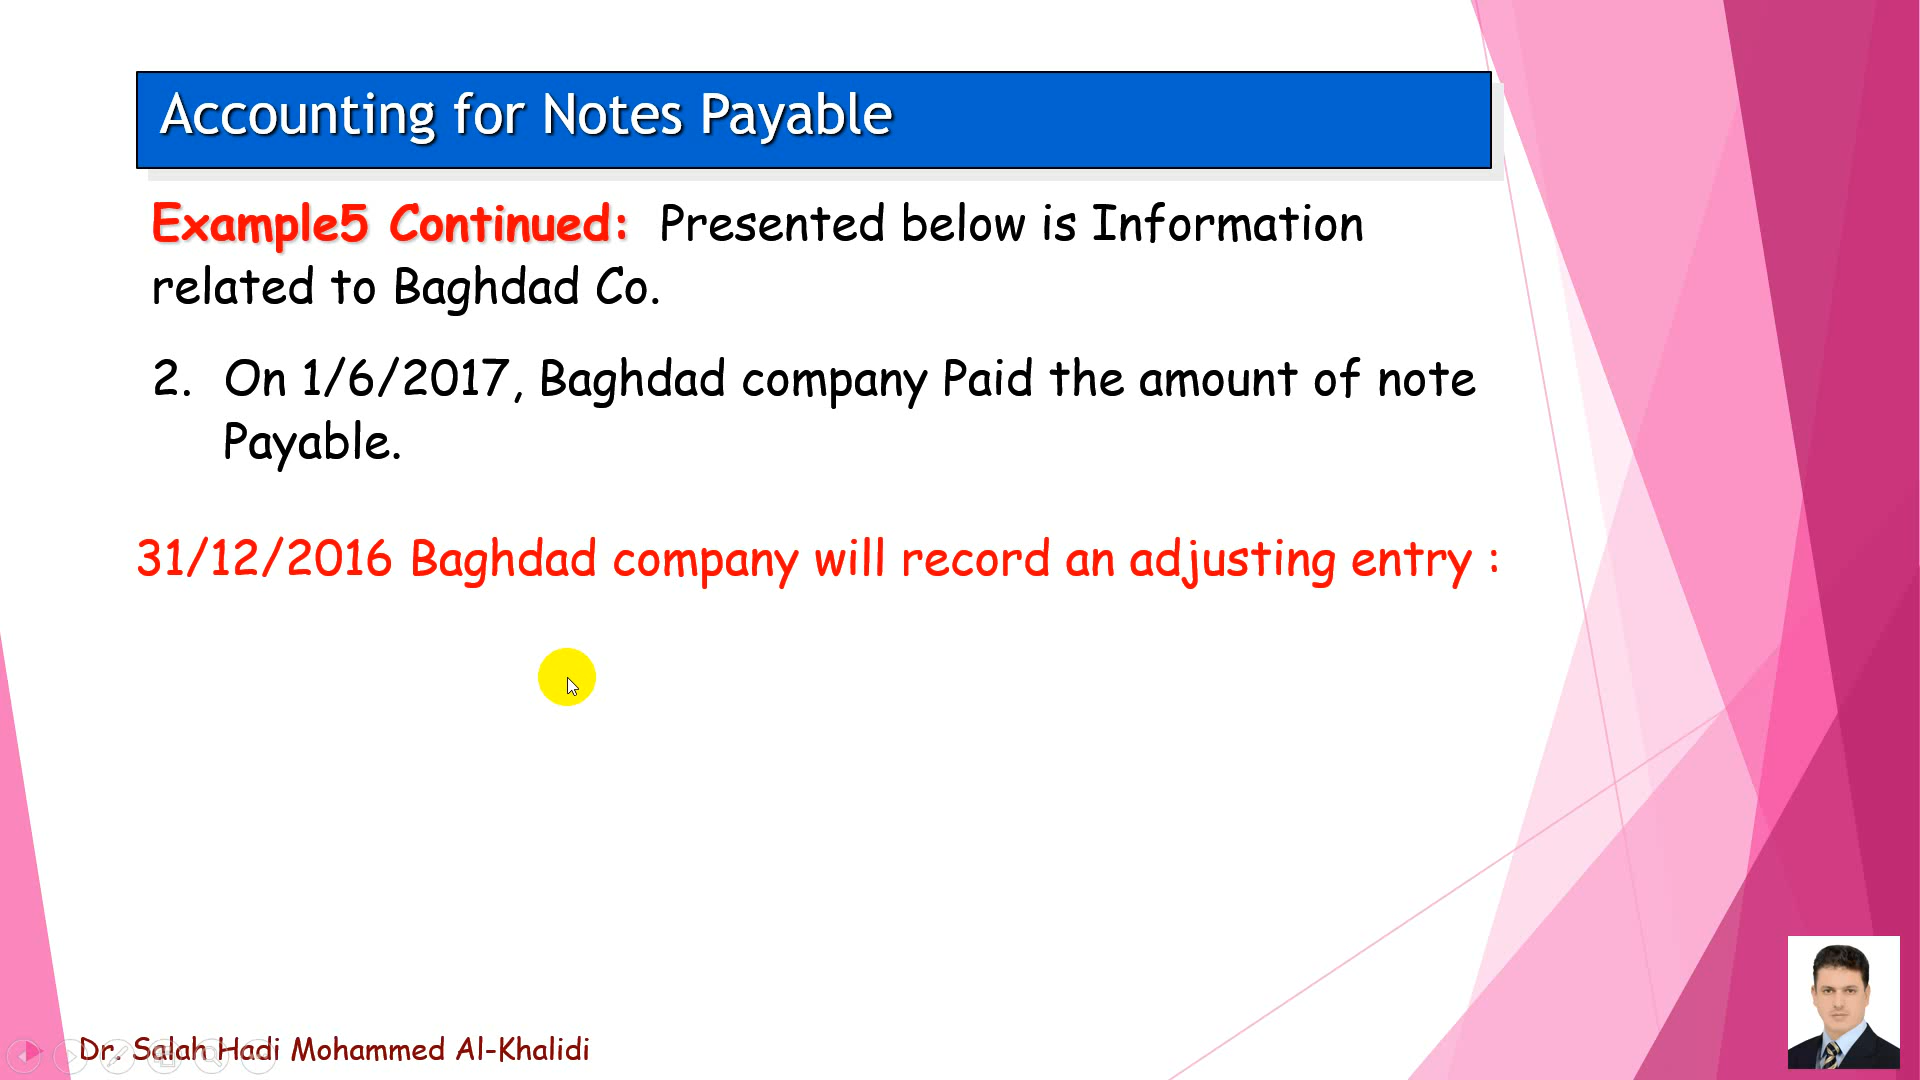 Accounting for Notes Payable
Example5 Continued: Presented below is Information
related to Baghdad Co.
2. On 1/6/2017, Baghdad company Paid the amount of note
Payable.
31/12/2016 Baghdad company will record an adjusting entry :
Dr. Salah Hadi Mohammed Al-Khalidi